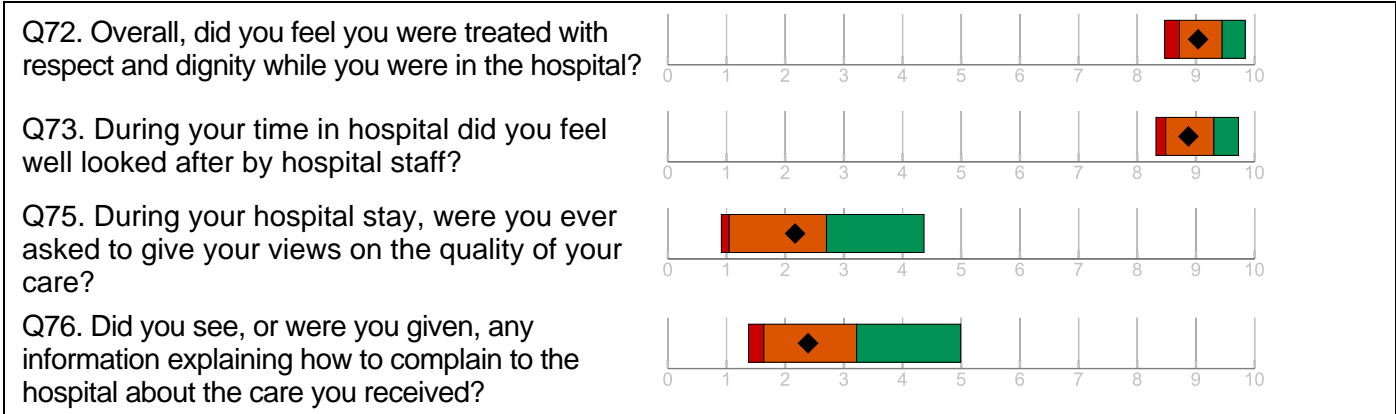 Q72. Overall, did you feel you were treated with
respect and dignity while you were in the hospital?
0 1 2 3 4 5 6 7 8 9 10
Q73. During your time in hospital did you feel
well looked after by hospital staff?
0 1 2 3 4 5 6 7 8 9 10
Q75. During your hospital stay, were you ever
asked to give your views on the quality of your
care?
0 1 2 3 4 5 6 7 8 9 10
Q76. Did you see, or were you given, any
information explaining how to complain to the
hospital about the care you received?
0 1 2 3 4 5 6 7 8 9 10